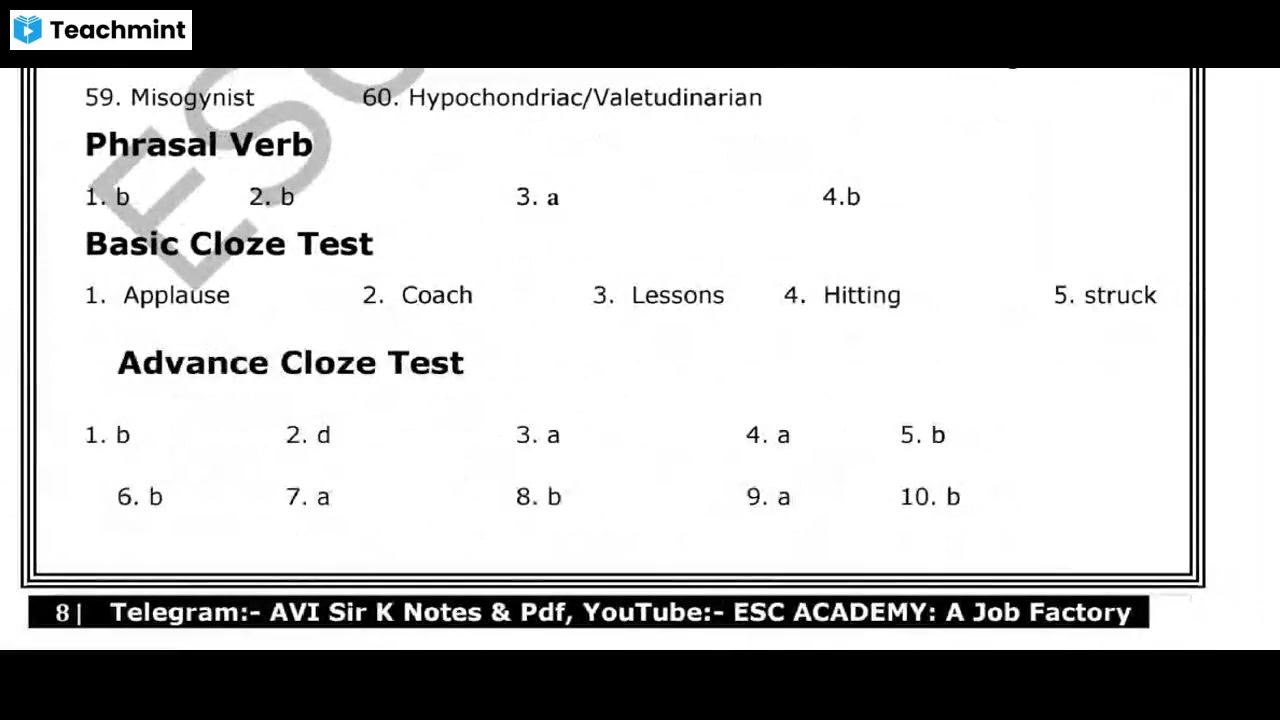 Teachmint
59. Misogynist 60. Hypochondriac/Valetudinarian
Phrasal Verb
1. b 2. b 3. a 4.b
Basic Cloze Test
1. Applause 2. Coach 3. Lessons 4. Hitting 5. struck
Advance Cloze Test
1. b 2. d 3. a 4. a 5. b
6. b 7. a 8. b 9. a 10. b
8| Telegram:- AVI Sir K Notes & Pdf, YouTube:- ESC ACADEMY: A Job Factory
ESC